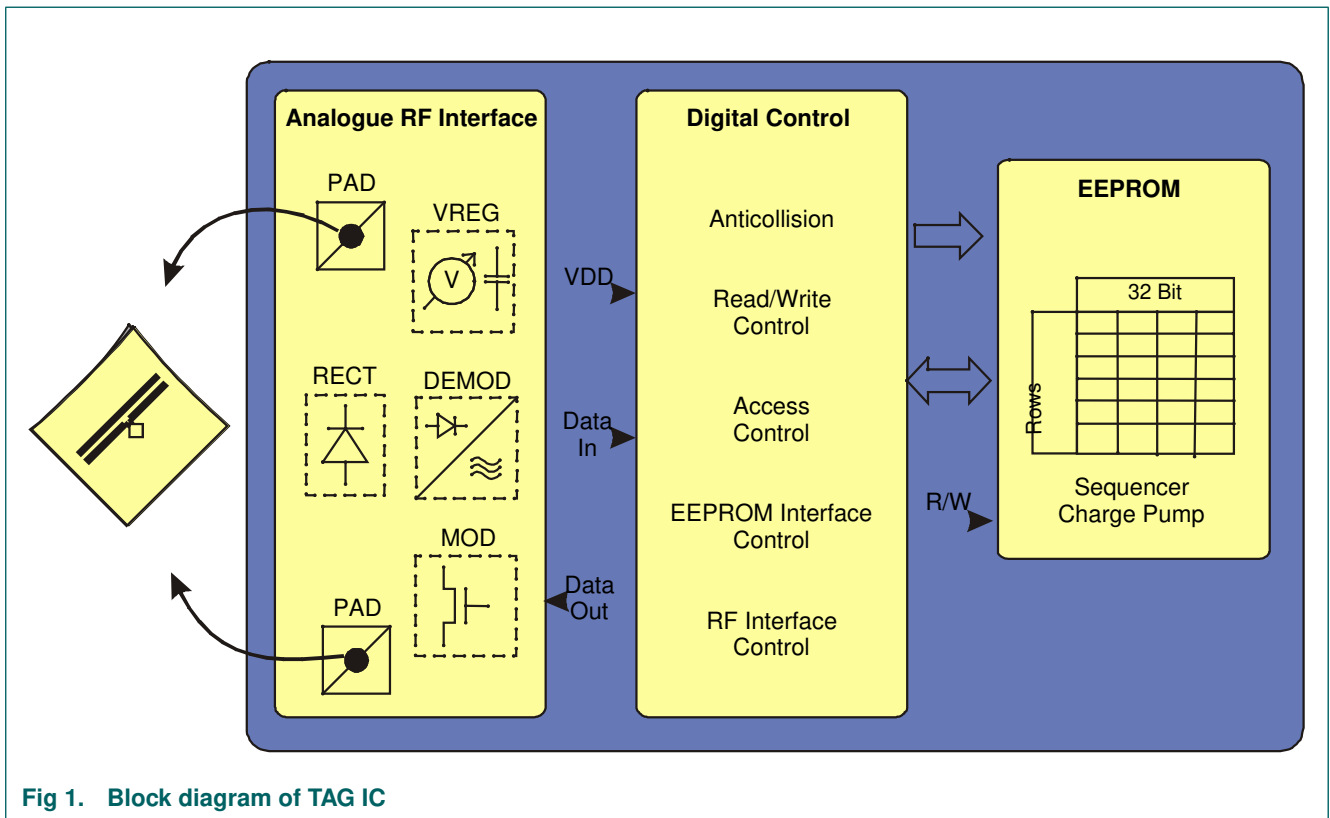 Analogue RF Interface
PAD
VREG
V
RECT
DEMOD
MOD
PAD
VDD
Data
In
Data
Out
Digital Control
Anticollision
Read/Write
Control
Access
Control
EEPROM Interface
Control
RF Interface
Control
R/W
EEPROM
32 Bit
Rows
Sequencer
Charge Pump
Fig 1. Block diagram of TAG IC